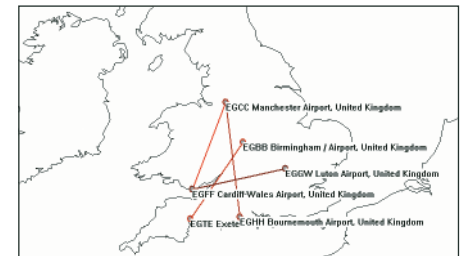 EGCC Manchester Airport, United Kingdom
EGBB Birmingham / Airport, United Kingdom
EGGW Luton Airport, United Kingdom
EGFF Cardiff-Wales Airport, United Kingdom
EGTE Exete
EGHH Bournemouth Airport, United Kingdom